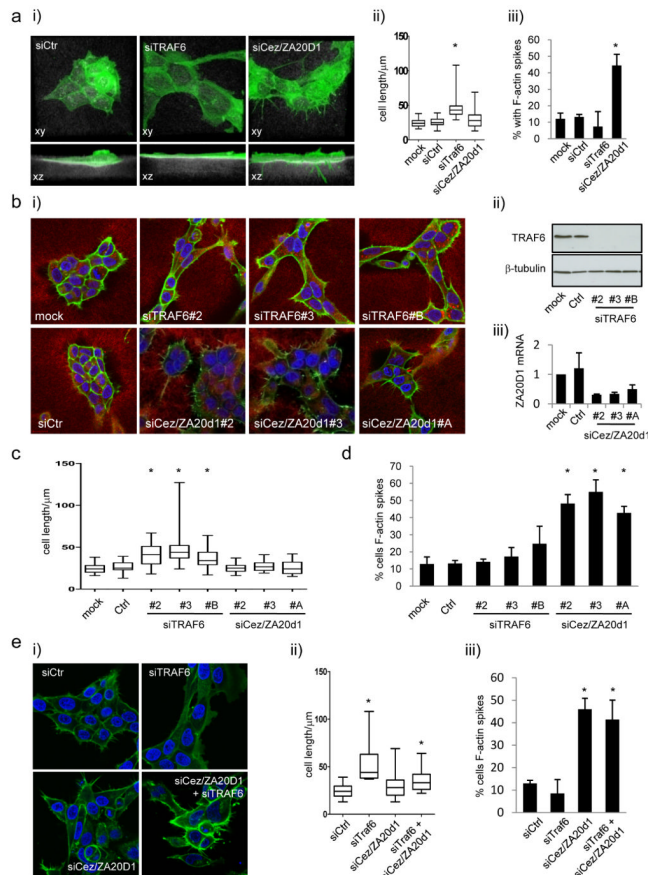 a i) ii) iii)
siCtr siTRAF6 siCez/ZA20D1
xy xy xy
xz xz xz
cell length/μm
150
100
50
0
mock siCtrl siTraf6 siCez/ZA20d1
*
% with F-actin spikes
60
50
40
30
20
10
0
mock siCtrl siTraf6 siCez/ZA20d1
*
b i) ii)
mock siTRAF6#2 siTRAF6#3 siTRAF6#B
siCtr siCez/ZA20d1#2 siCez/ZA20d1#3 siCez/ZA20d1#A
TRAF6
β-tubulin
mock Ctrl #2 #3 #B
siTRAF6
iii)
ZA20D1 mRNA
2
1
0
mock Ctrl #2 #3 #A
siCez/ZA20d1
c
cell length/μm
150
100
50
0
* * *
mock Ctrl #2 #3 #B #2 #3 #A
siTRAF6 siCez/ZA20d1
d
% cells F-actin spikes
70
60
50
40
30
20
10
0
* * *
mock Ctrl #2 #3 #B #2 #3 #A
siTRAF6 siCez/ZA20d1
e i) ii) iii)
siCtr siTRAF6
siCez/ZA20D1
siCez/ZA20D1
+ siTRAF6
cell length/μm
150
100
50
0
* *
siCtrl siTraf6 siCez/ZA20d1 siTraf6 +
siCez/ZA20d1
% cells F-actin spikes
60
50
40
30
20
10
0
* *
siCtrl siTraf6 siCez/ZA20d1 siTraf6 +
siCez/ZA20d1